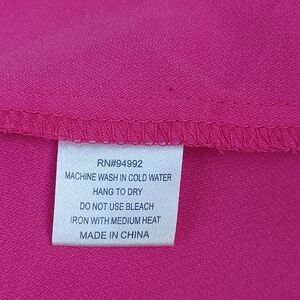 RN#94992
MACHINE WASH IN COLD WATER
HANG TO DRY
DO NOT USE BLEACH
IRON WITH MEDIUM HEAT
MADE IN CHINA